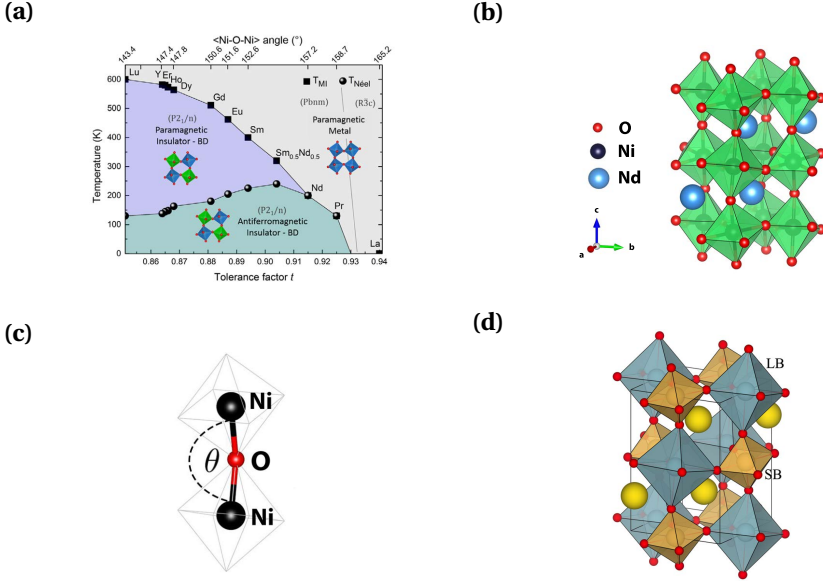 (a)
<Ni-O-Ni> angle (°)
143.4 147.4 147.8 150.6 151.6 152.6 157.2 158.7 165.2
Temperature (K)
600
500
400
300
200
100
0
Lu Y Er Ho Dy Gd Eu Sm Sm0.5Nd0.5 Nd Pr La
TMI TNéel
(Pbnm) (R3c)
Paramagnetic
Metal
(P21/n)
Paramagnetic
Insulator - BD
(P21/n)
Antiferromagnetic
Insulator - BD
0.86 0.87 0.88 0.89 0.90 0.91 0.92 0.93 0.94
Tolerance factor t
(b)
O
Ni
Nd
c
a b
(c)
Ni
θ O
Ni
(d)
LB
SB